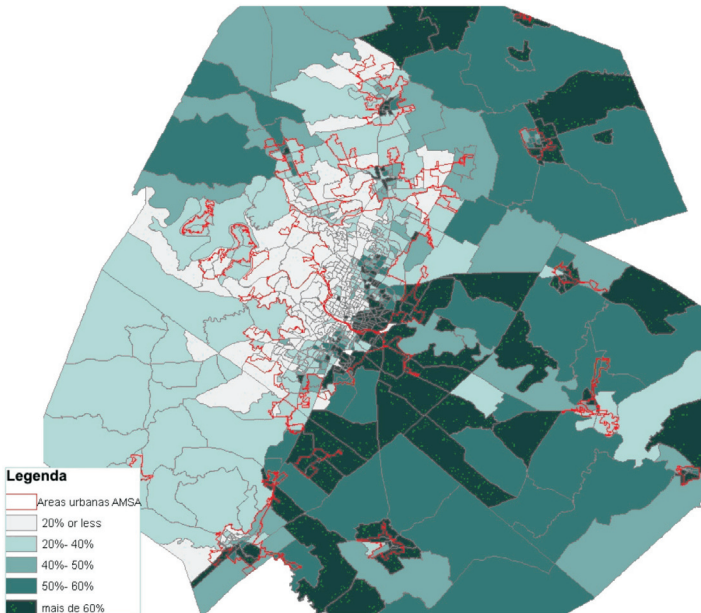 Legenda
Areas urbanas AMSA
20% or less
20%- 40%
40%- 50%
50%- 60%
mais de 60%